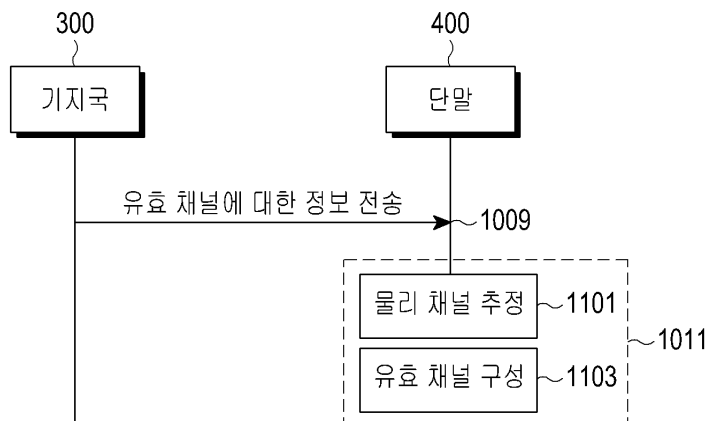 300
400
기지국
단말
유효 채널에 대한 정보 전송
1009
물리 채널 추정
1101
1011
유효 채널 구성
1103